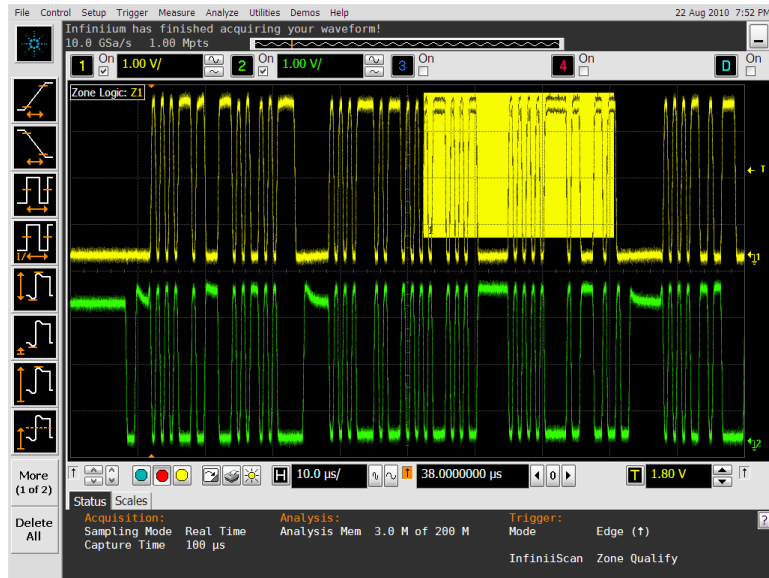 File Control Setup Trigger Measure Analyze Utilities Demos Help 22 Aug 2010 7:52 PM
Infiniium has finished acquiring your waveform!
10.0 GSa/s 1.00 Mpts
1 On 1.00 V/ 2 On 1.00 V/ 3 On 4 On D On
Zone Logic: Z1
T
1
1/
2
More
(1 of 2)
Delete
All
H 10.0 µs/ T 38.0000000 µs 0 T 1.80 V
Status Scales
Acquisition: Analysis: Trigger: ?
Sampling Mode Real Time Analysis Mem 3.0 M of 200 M Mode Edge (↑)
Capture Time 100 µs
InfiniiScan Zone Qualify